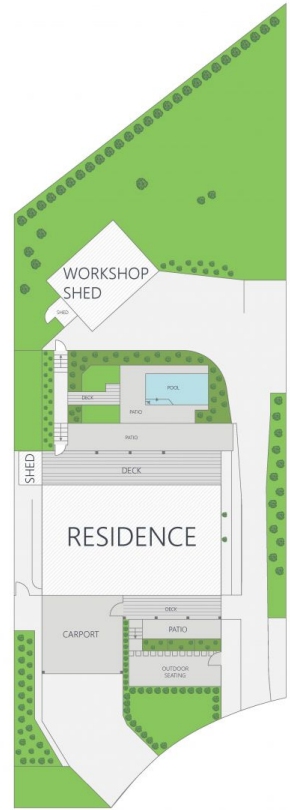 WORKSHOP
SHED
SHED
POOL
DECK
PATIO
PATIO
SHED
DECK
RESIDENCE
DECK
CARPORT
PATIO
OUTDOOR
SEATING